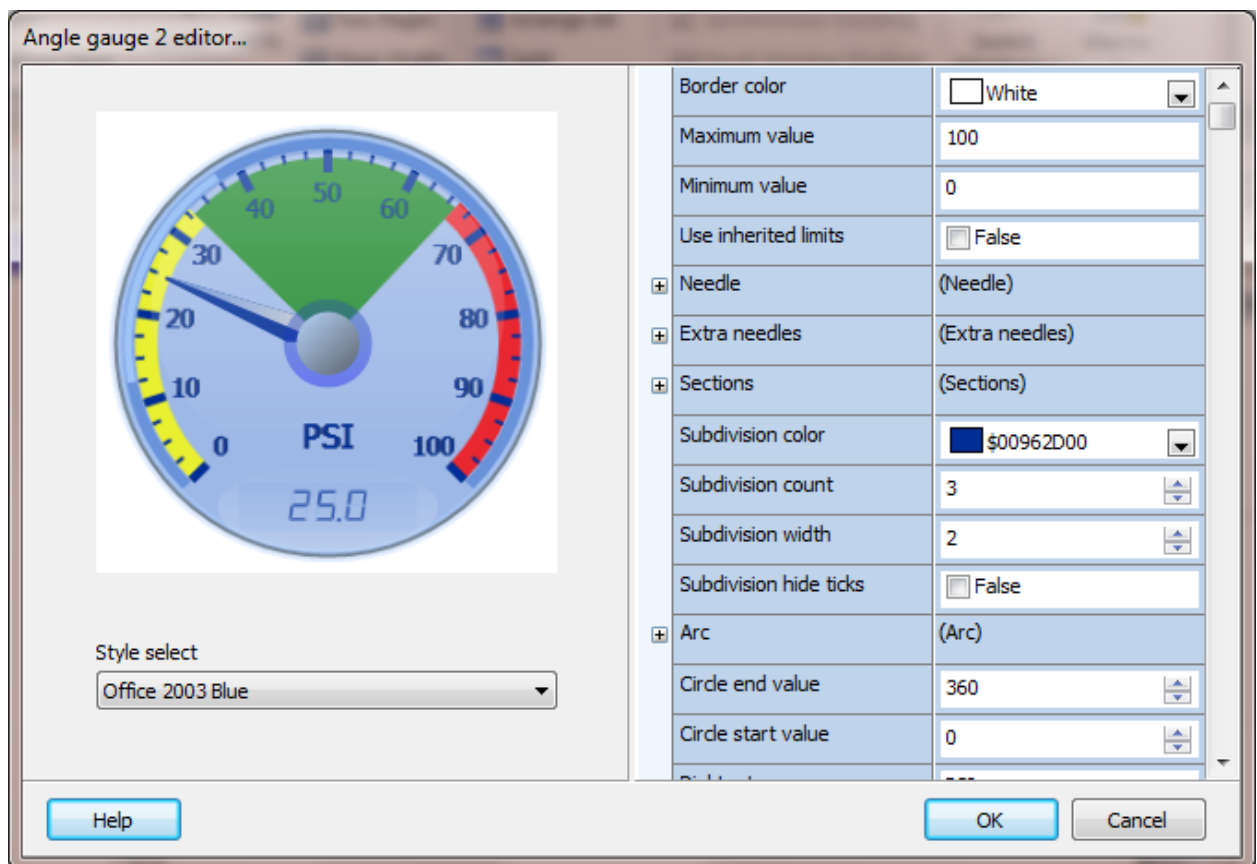 Angle gauge 2 editor...
50
40
60
30
70
20
80
10
90
0
PSI
100
25.0
Style select
Office 2003 Blue
Border color
White
Maximum value
100
Minimum value
0
Use inherited limits
False
Needle
(Needle)
Extra needles
(Extra needles)
Sections
(Sections)
Subdivision color
$00962D00
Subdivision count
3
Subdivision width
2
Subdivision hide ticks
False
Arc
(Arc)
Circle end value
360
Circle start value
0
Help
OK
Cancel